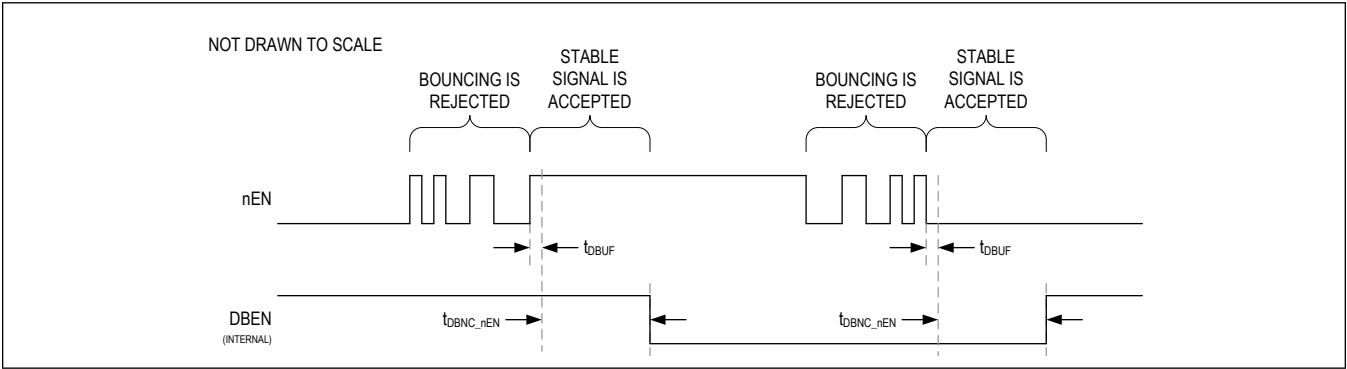 NOT DRAWN TO SCALE
BOUNCING IS
REJECTED
STABLE
SIGNAL IS
ACCEPTED
BOUNCING IS
REJECTED
STABLE
SIGNAL IS
ACCEPTED
nEN
tDBUF
tDBUF
DBEN
(INTERNAL)
tDBNC_nEN
tDBNC_nEN